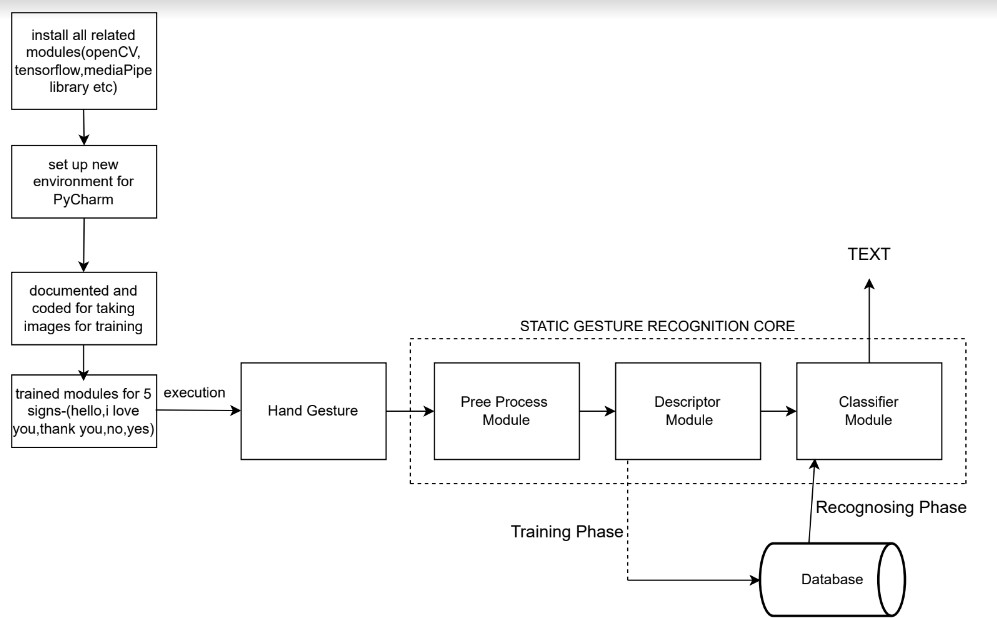 install all related
modules(openCV,
tensorflow,mediaPipe
library etc)
set up new
environment for
PyCharm
documented and
coded for taking
images for training
trained modules for 5
signs-(hello,i love
you,thank you,no,yes)
execution
Hand Gesture
STATIC GESTURE RECOGNITION CORE
Pree Process
Module
Descriptor
Module
Classifier
Module
TEXT
Training Phase
Recognosing Phase
Database